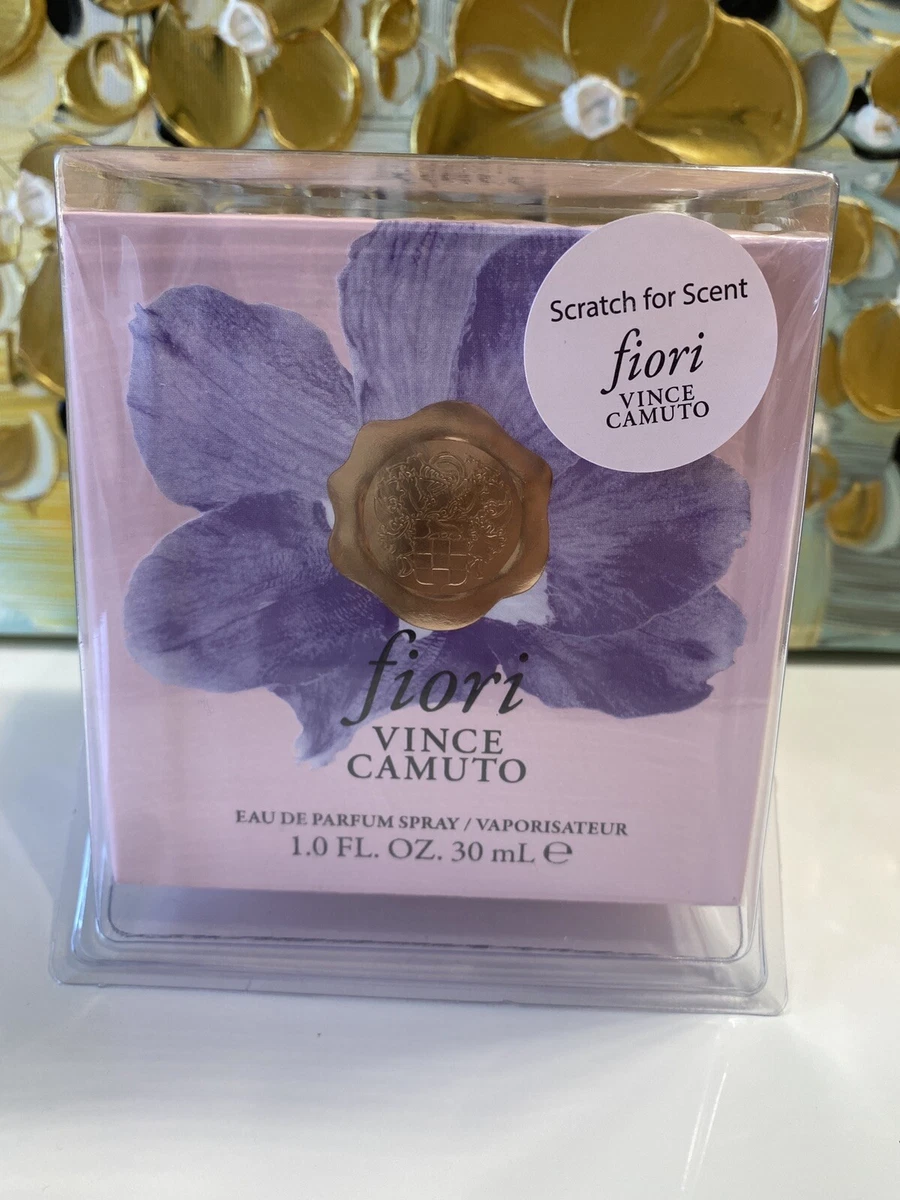 Scratch for Scent
fiori
VINCE
CAMUTO
fiori
VINCE
CAMUTO
EAU DE PARFUM SPRAY / VAPORISATEUR
1.0 FL. OZ. 30 mL ℮